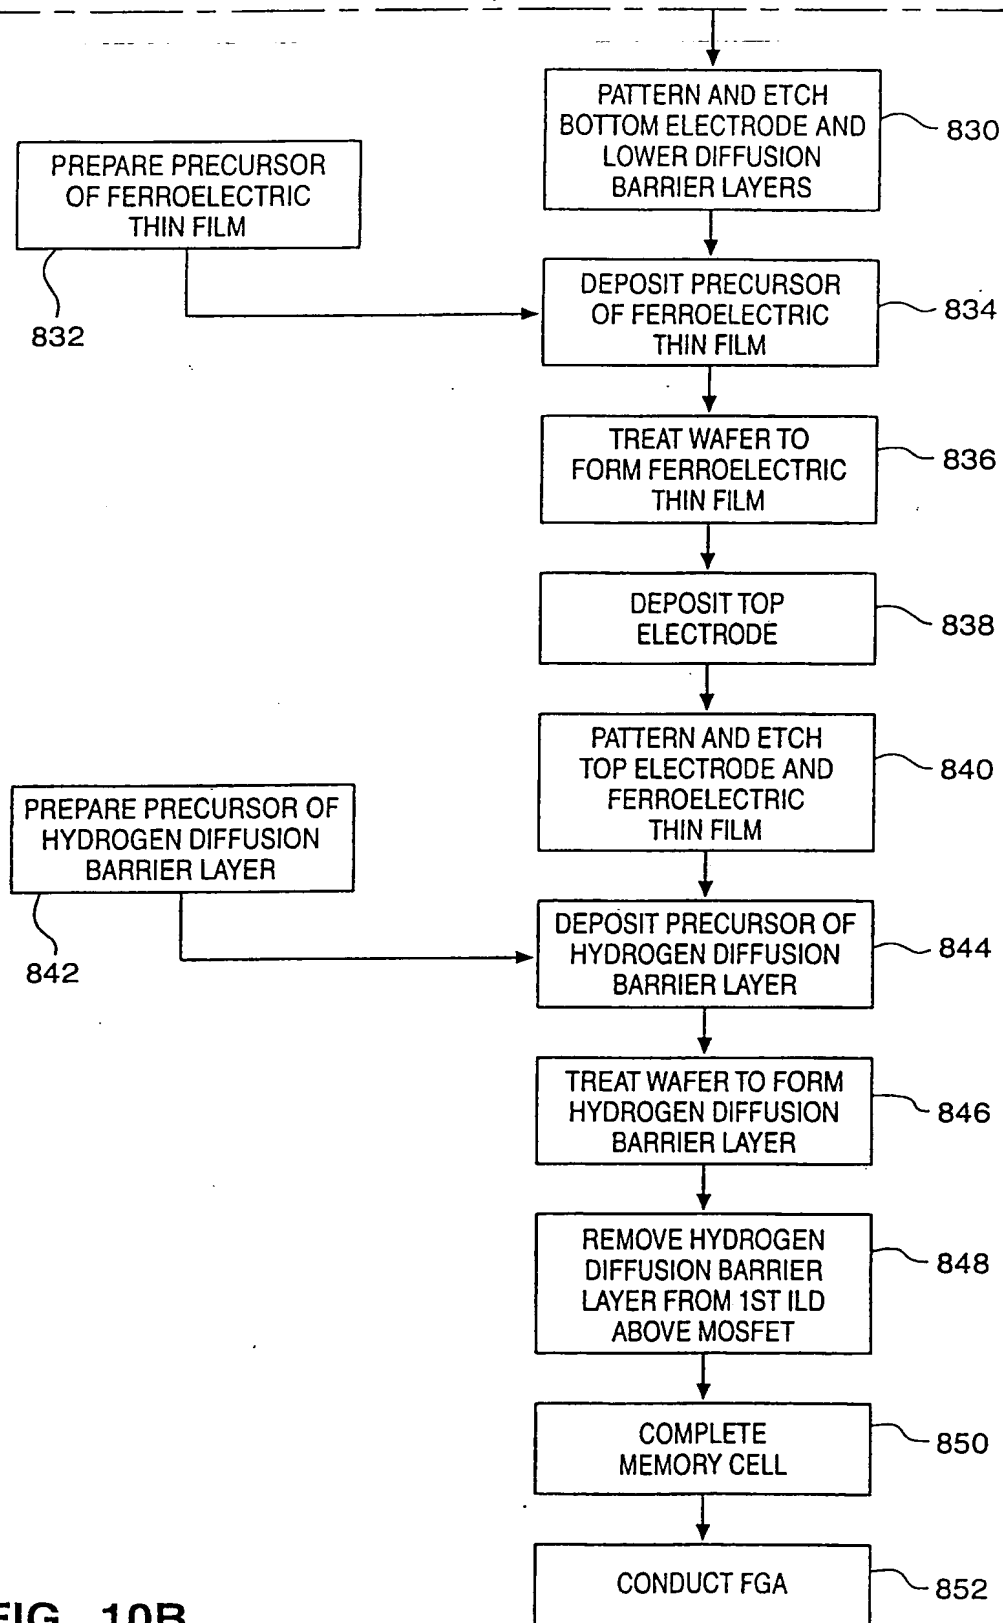 PATTERN AND ETCH
BOTTOM ELECTRODE AND
LOWER DIFFUSION
BARRIER LAYERS
830
PREPARE PRECURSOR
OF FERROELECTRIC
THIN FILM
832
DEPOSIT PRECURSOR
OF FERROELECTRIC
THIN FILM
834
TREAT WAFER TO
FORM FERROELECTRIC
THIN FILM
836
DEPOSIT TOP
ELECTRODE
838
PATTERN AND ETCH
TOP ELECTRODE AND
FERROELECTRIC
THIN FILM
840
PREPARE PRECURSOR OF
HYDROGEN DIFFUSION
BARRIER LAYER
842
DEPOSIT PRECURSOR OF
HYDROGEN DIFFUSION
BARRIER LAYER
844
TREAT WAFER TO FORM
HYDROGEN DIFFUSION
BARRIER LAYER
846
REMOVE HYDROGEN
DIFFUSION BARRIER
LAYER FROM 1ST ILD
ABOVE MOSFET
848
COMPLETE
MEMORY CELL
850
CONDUCT FGA
852
FIG. 10B